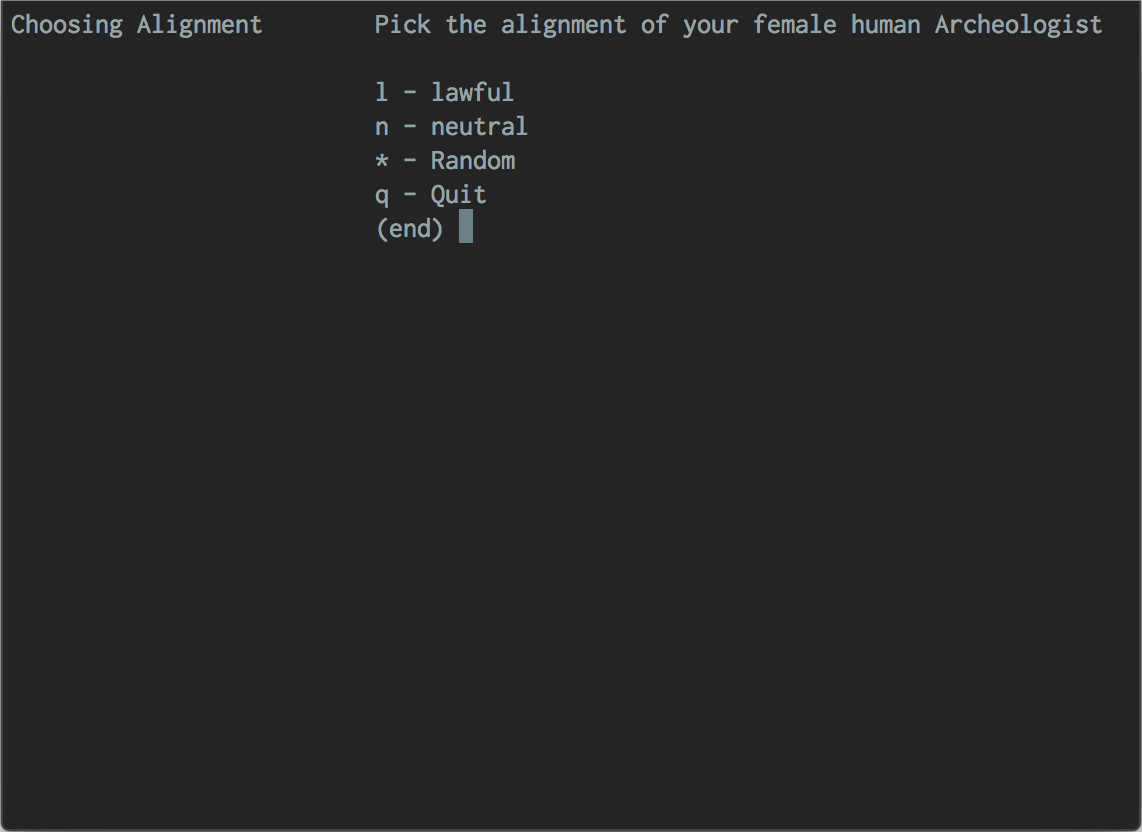 Choosing Alignment        Pick the alignment of your female human Archeologist
l - lawful
n - neutral
* - Random
q - Quit
(end)